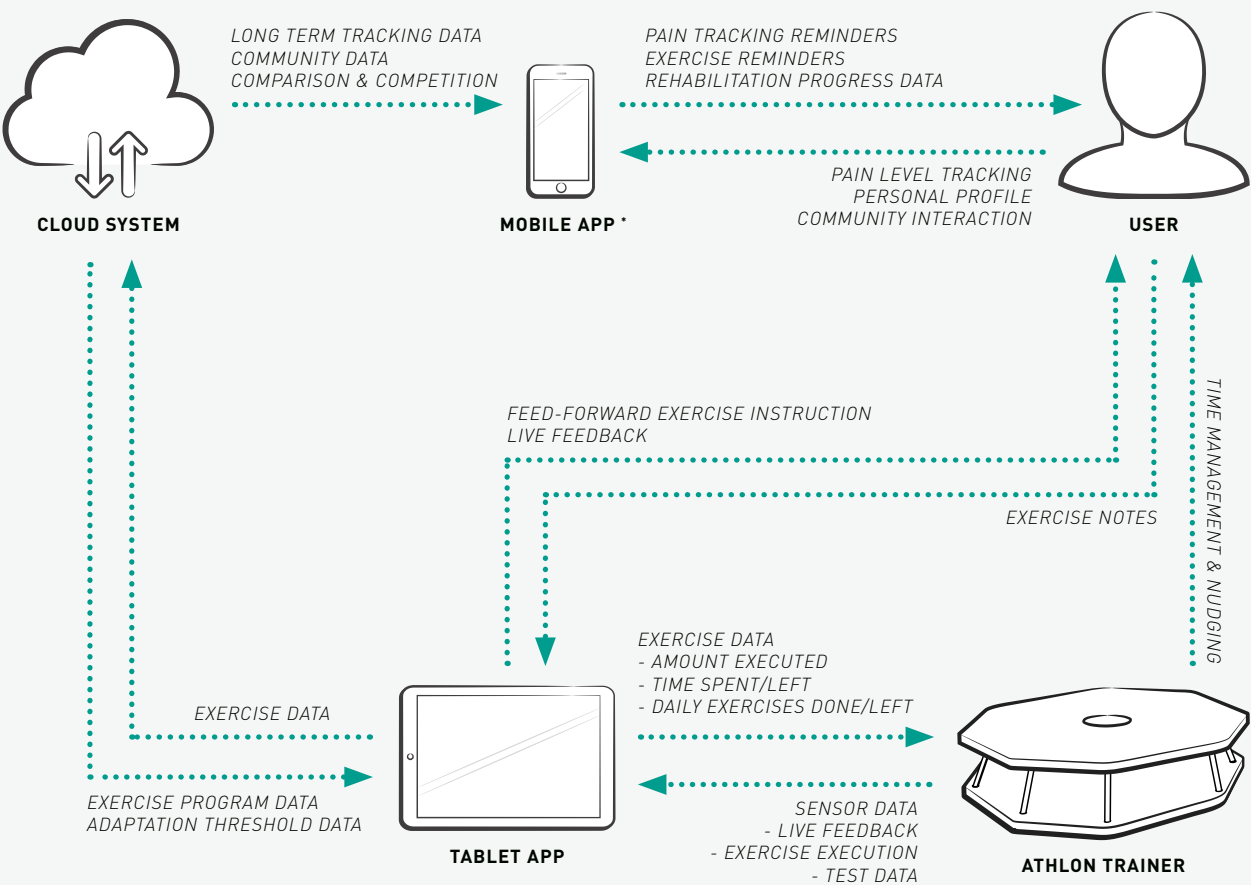 LONG TERM TRACKING DATA
COMMUNITY DATA
COMPARISON & COMPETITION
PAIN TRACKING REMINDERS
EXERCISE REMINDERS
REHABILITATION PROGRESS DATA
PAIN LEVEL TRACKING
PERSONAL PROFILE
COMMUNITY INTERACTION
CLOUD SYSTEM
MOBILE APP *
USER
FEED-FORWARD EXERCISE INSTRUCTION
LIVE FEEDBACK
EXERCISE NOTES
TIME MANAGEMENT & NUDGING
EXERCISE DATA
- AMOUNT EXECUTED
- TIME SPENT/LEFT
- DAILY EXERCISES DONE/LEFT
EXERCISE DATA
EXERCISE PROGRAM DATA
ADAPTATION THRESHOLD DATA
SENSOR DATA
- LIVE FEEDBACK
- EXERCISE EXECUTION
- TEST DATA
TABLET APP
ATHLON TRAINER